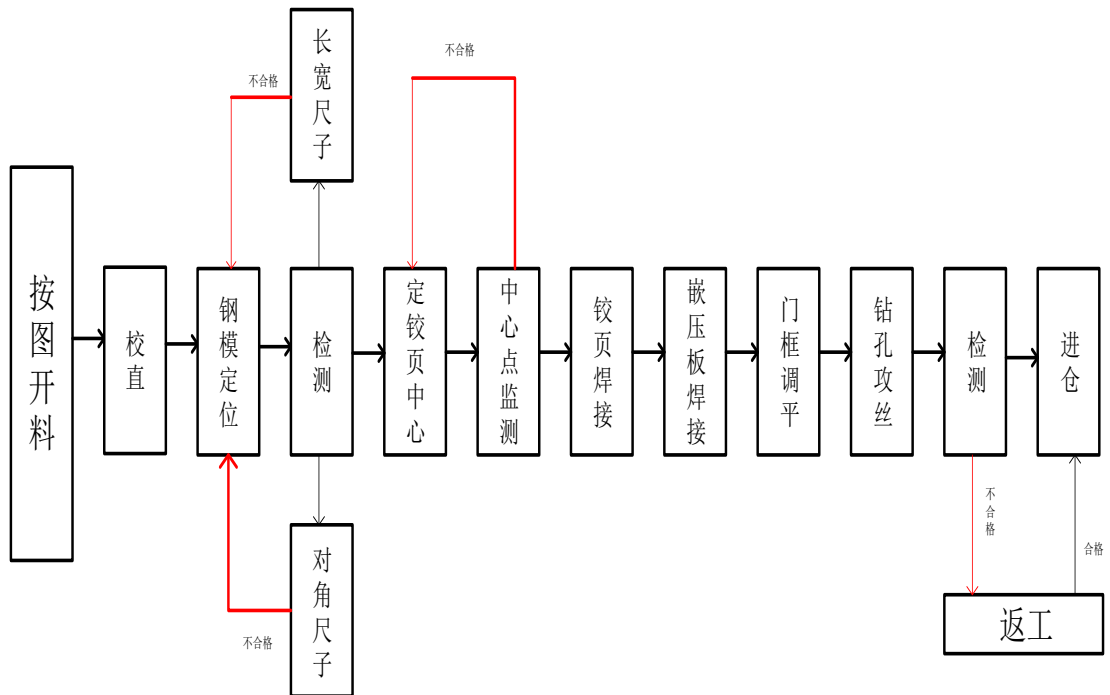 长宽尺子
不合格
不合格
按图开料
校直
钢模定位
检测
定铰页中心
中心点监测
铰页焊接
嵌压板焊接
门框调平
钻孔攻丝
检测
进仓
不合格
合格
对角尺子
不合格
返工